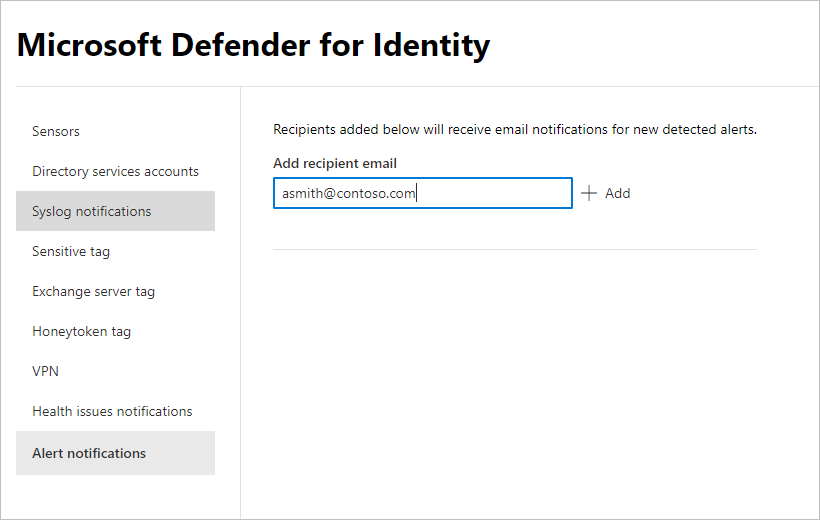 Microsoft Defender for Identity
Sensors
Directory services accounts
Syslog notifications
Sensitive tag
Exchange server tag
Honeytoken tag
VPN
Health issues notifications
Alert notifications
Recipients added below will receive email notifications for new detected alerts.
Add recipient email
asmith@contoso.com
Add